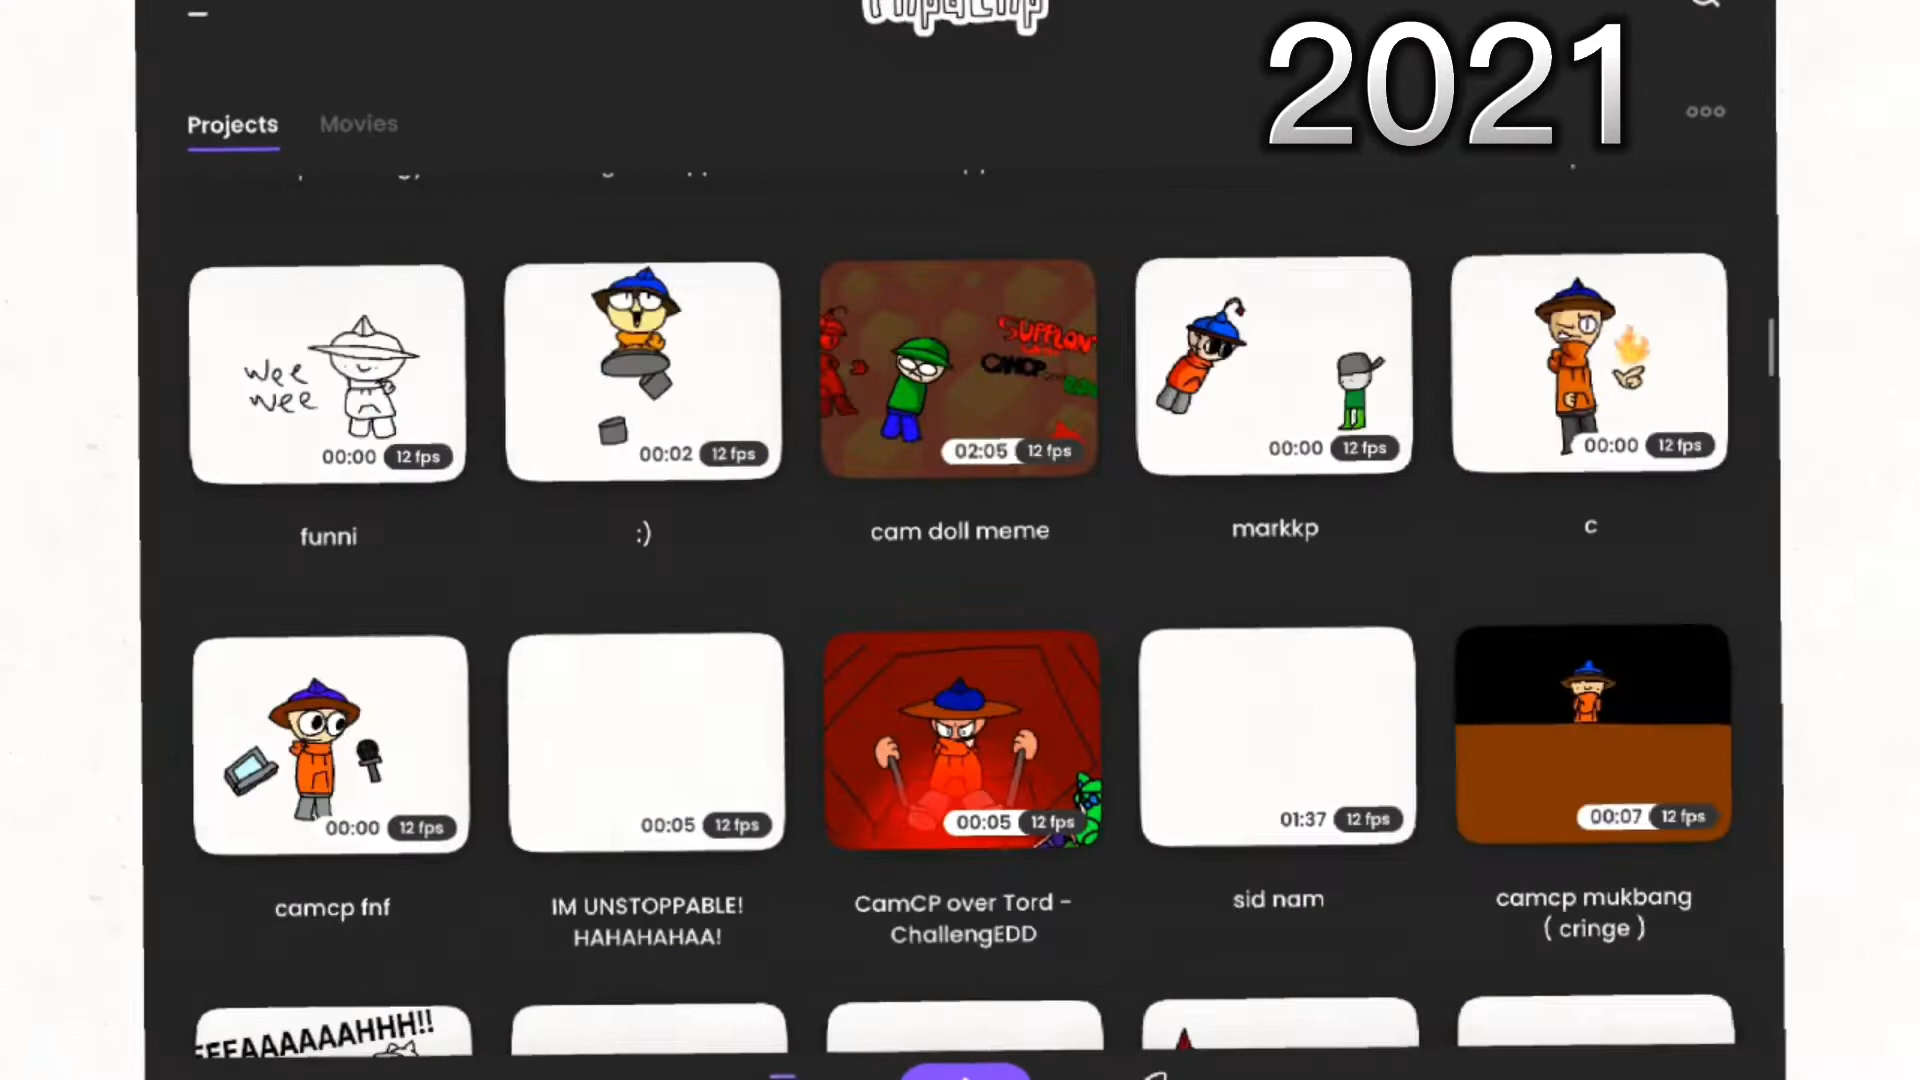 2021
Projects Movies
wee
wee
SUPPLON
CAMCP
00:00 12 fps
00:02 12 fps
02:05 12 fps
00:00 12 fps
00:00 12 fps
funni
:)
cam doll meme
markkp
c
00:00 12 fps
00:05 12 fps
00:05 12 fps
01:37 12 fps
00:07 12 fps
camcp fnf
IM UNSTOPPABLE!
HAHAHAHAA!
CamCP over Tord -
ChallengEDD
sid nam
camcp mukbang
( cringe )
EEEAAAAAAHHH!!